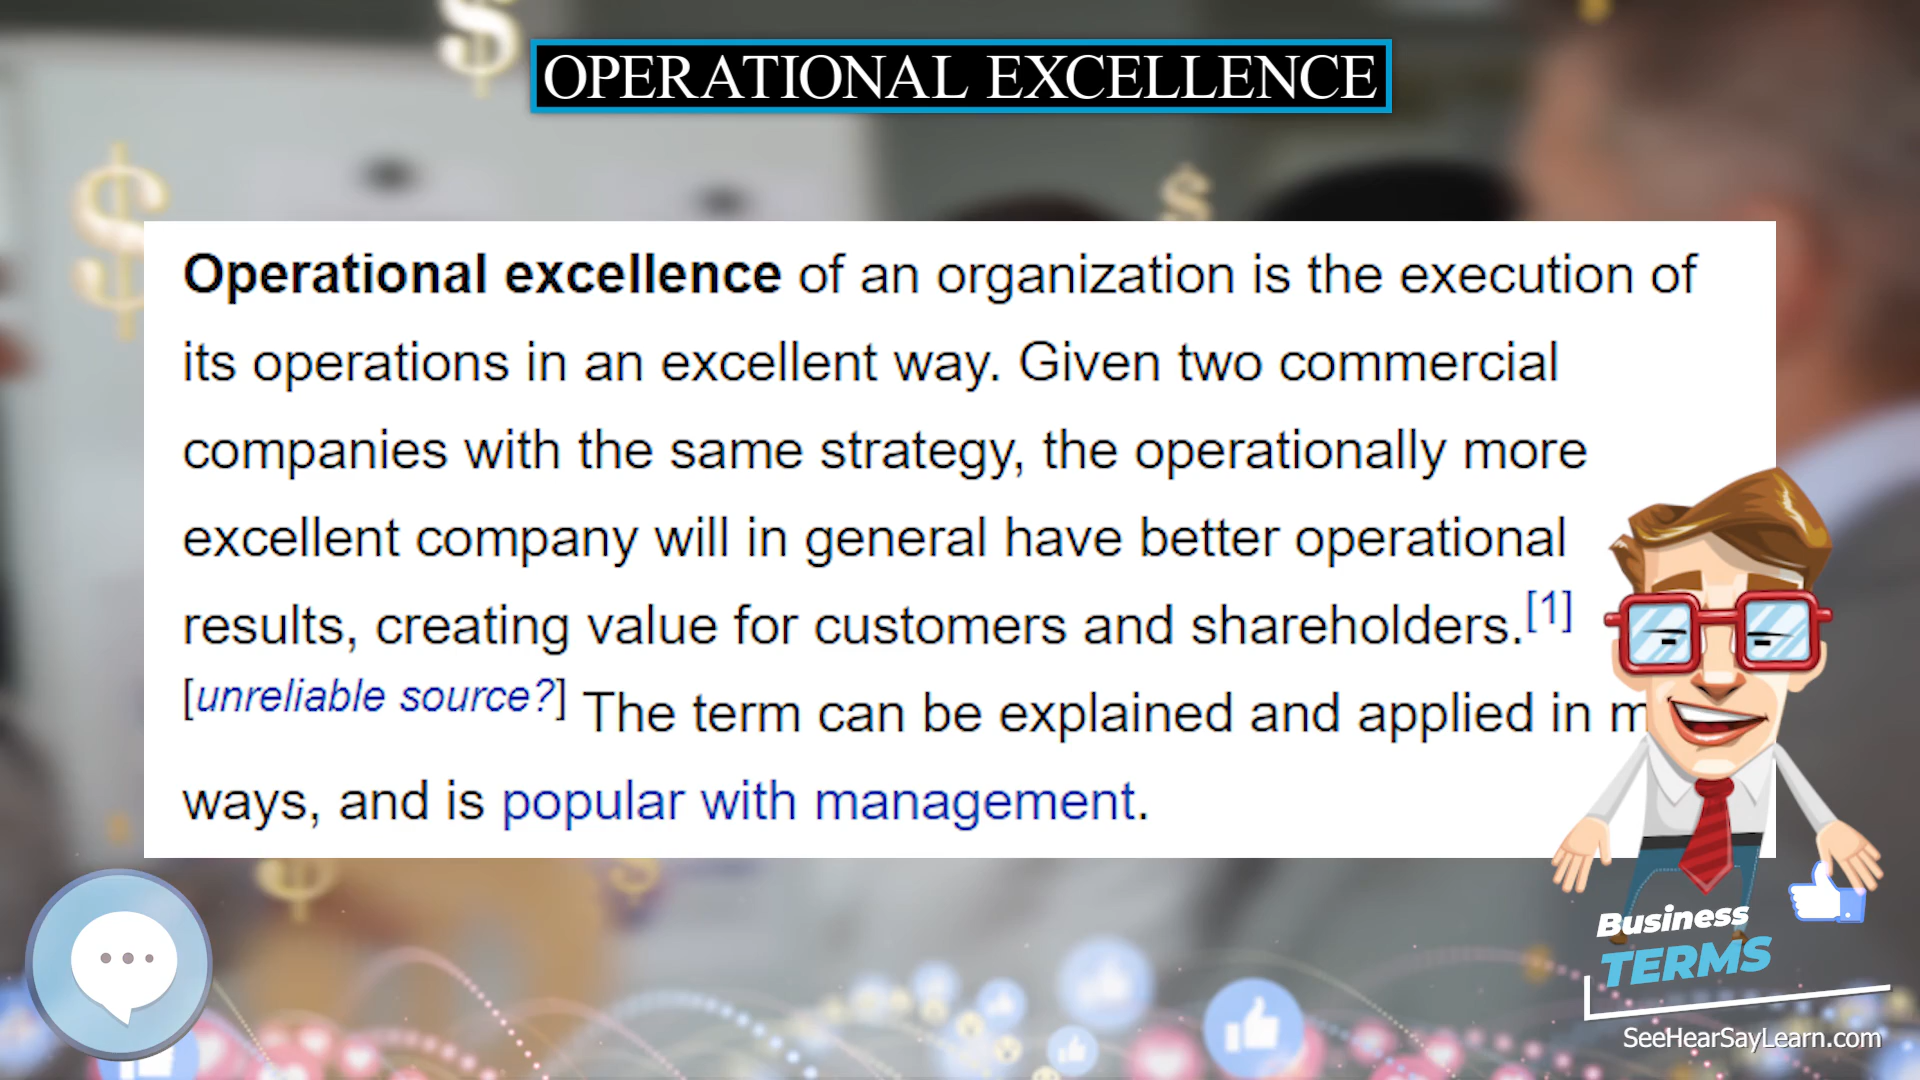 OPERATIONAL EXCELLENCE
Operational excellence of an organization is the execution of
its operations in an excellent way. Given two commercial
companies with the same strategy, the operationally more
excellent company will in general have better operational
results, creating value for customers and shareholders.[1]
[unreliable source?] The term can be explained and applied in
ways, and is popular with management.
Business
TERMS
SeeHearSayLearn.com